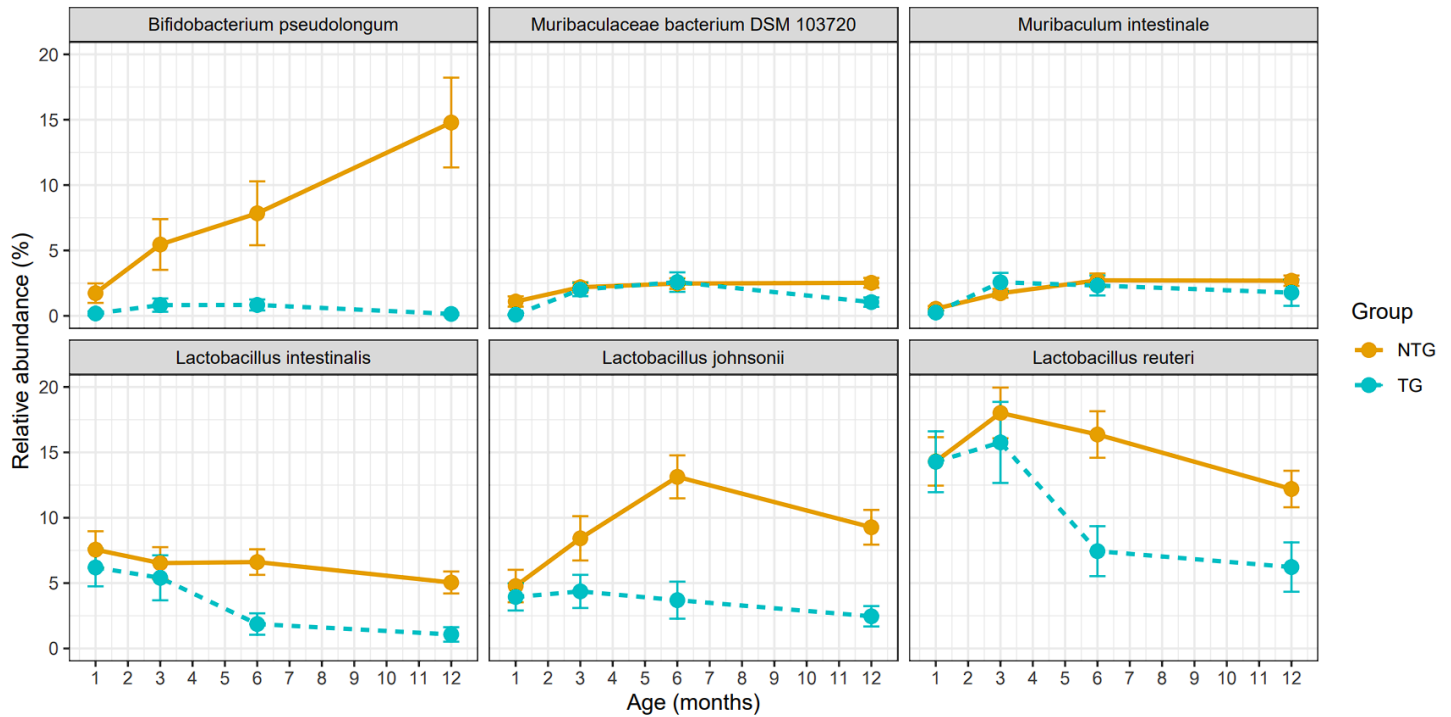 Bifidobacterium pseudolongum
Muribaculaceae bacterium DSM 103720
Muribaculum intestinale
20
15
10
5
0
Lactobacillus intestinalis
Lactobacillus johnsonii
Lactobacillus reuteri
20
15
10
5
0
Relative abundance (%)
1 2 3 4 5 6 7 8 9 10 11 12
1 2 3 4 5 6 7 8 9 10 11 12
1 2 3 4 5 6 7 8 9 10 11 12
Age (months)
Group
NTG
TG